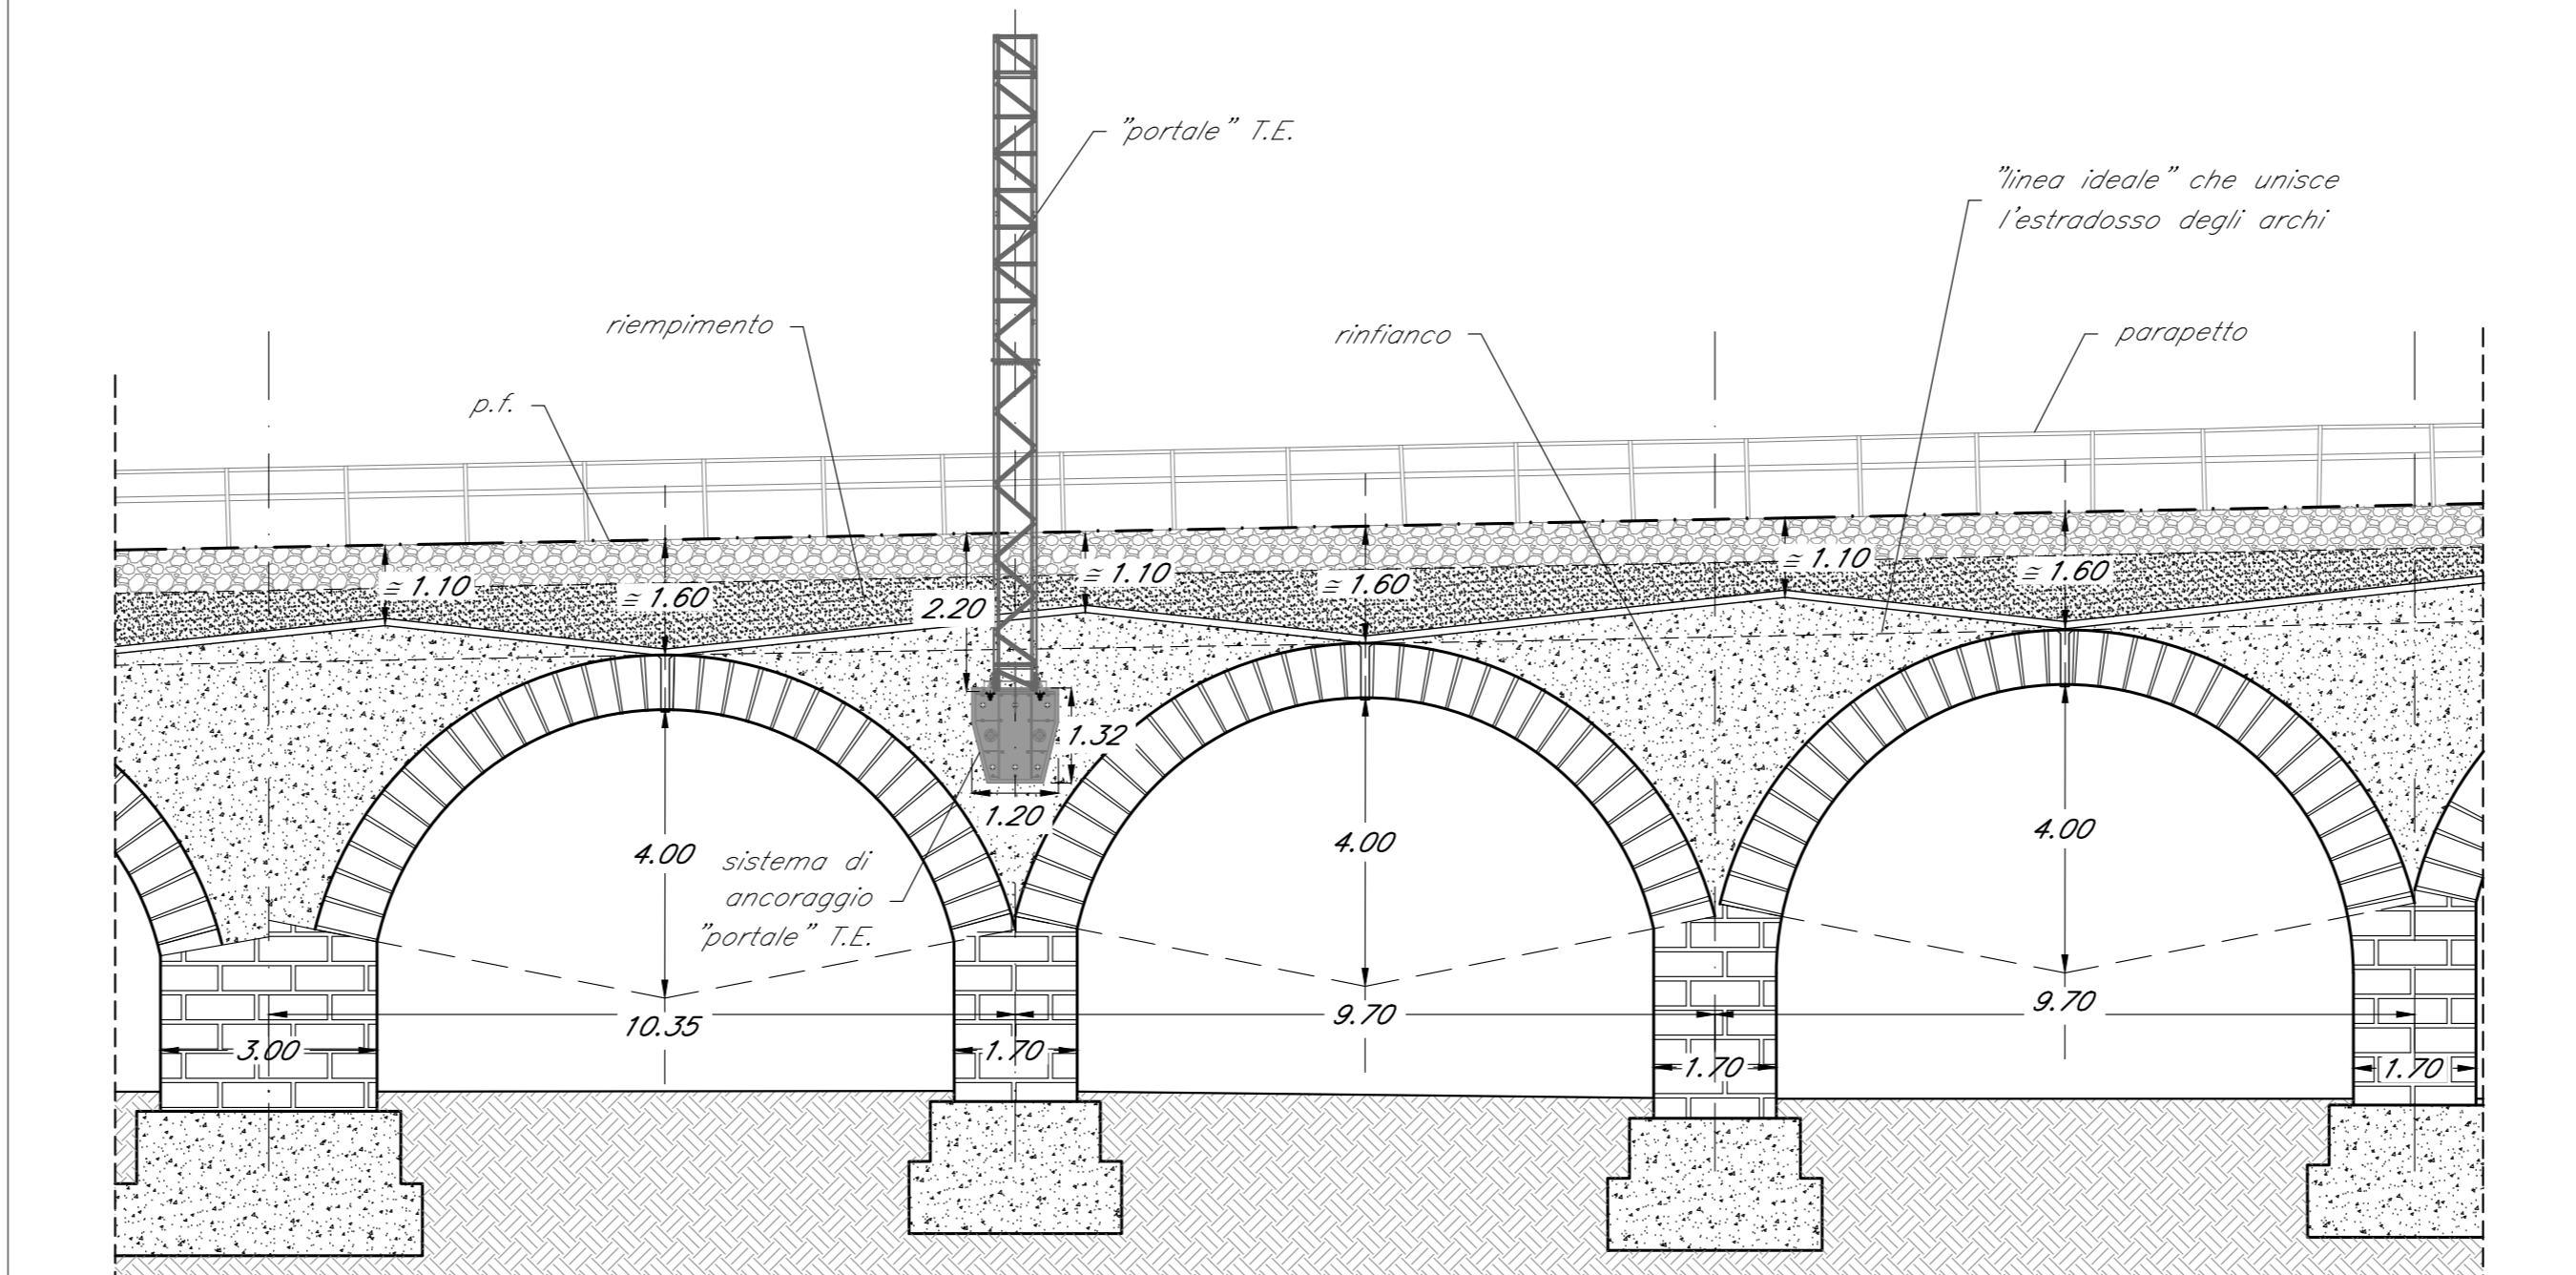 "portale" T.E.
"linea ideale" che unisce
l'estradosso degli archi
riempimento
rinfianco
parapetto
p.f.
≅ 1.10
≅ 1.60
2.20
≅ 1.10
≅ 1.60
≅ 1.10
≅ 1.60
1.32
1.20
4.00
sistema di
ancoraggio
"portale" T.E.
4.00
4.00
10.35
9.70
9.70
3.00
1.70
1.70
1.70